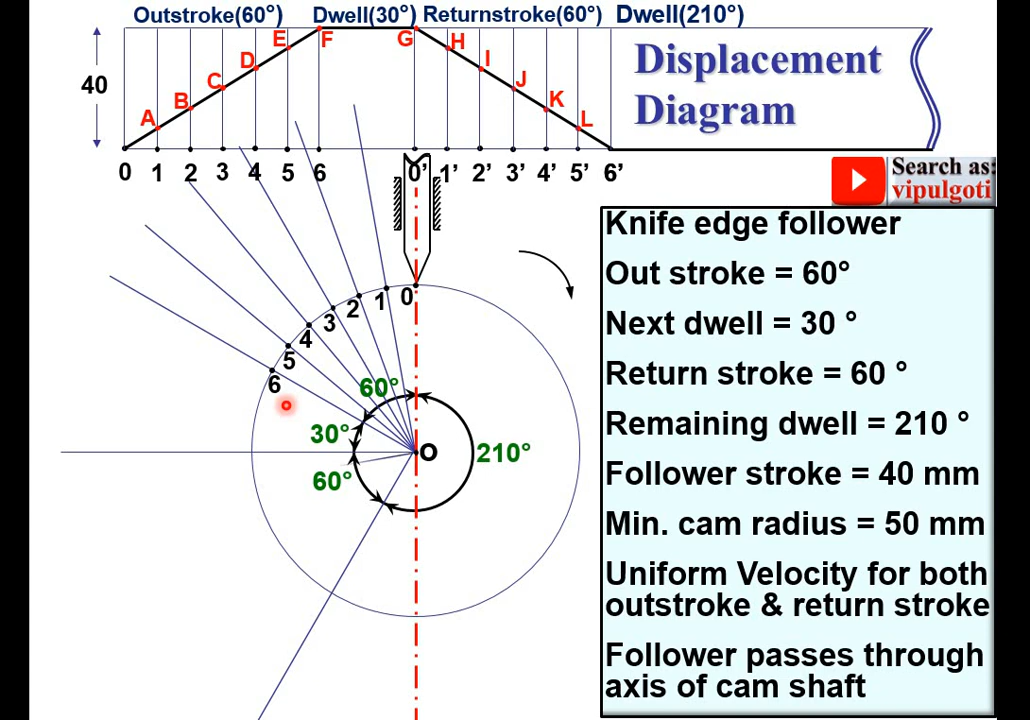 Outstroke(60°) Dwell(30°) Returnstroke(60°) Dwell(210°)
A B C D E F G H I J K L
40
Displacement
Diagram
0 1 2 3 4 5 6 0' 1' 2' 3' 4' 5' 6'
Search as:
vipulgoti
Knife edge follower
Out stroke = 60°
Next dwell = 30 °
Return stroke = 60 °
Remaining dwell = 210 °
Follower stroke = 40 mm
Min. cam radius = 50 mm
Uniform Velocity for both
outstroke & return stroke
Follower passes through
axis of cam shaft
0
1
2
3
4
5
6
60°
30°
60°
O
210°